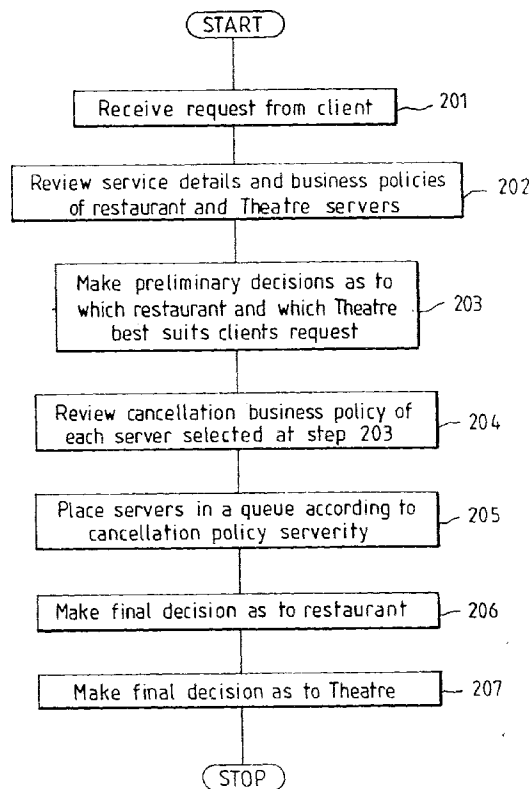 START
Receive request from client
201
Review service details and business policies
of restaurant and Theatre servers
202
Make preliminary decisions as to
which restaurant and which Theatre
best suits clients request
203
Review cancellation business policy of
each server selected at step 203
204
Place servers in a queue according to
cancellation policy serverity
205
Make final decision as to restaurant
206
Make final decision as to Theatre
207
STOP